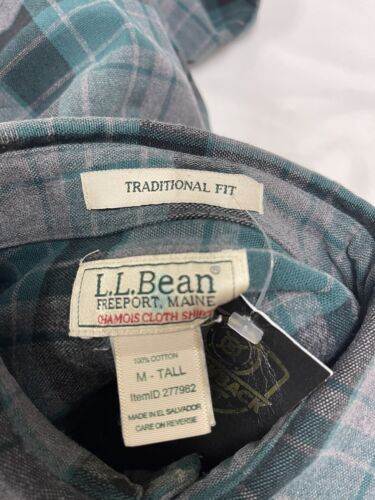 TRADITIONAL FIT
L.L.Bean®
FREEPORT, MAINE
CHAMOIS CLOTH SHIRT
100% COTTON
M - TALL
ItemID 277982
MADE IN EL SALVADOR
CARE ON REVERSE